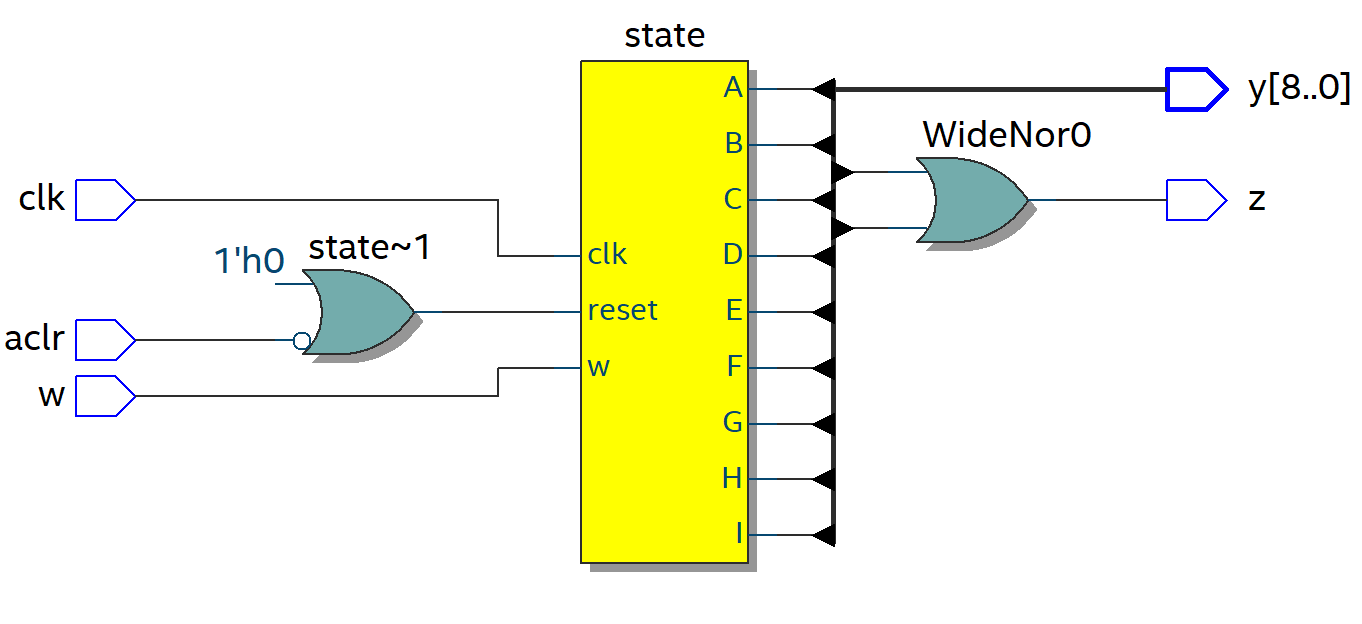 state
A
y[8..0]
WideNor0
B
clk
C
z
state~1
1'h0
clk
D
reset
E
aclr
w
F
w
G
H
I